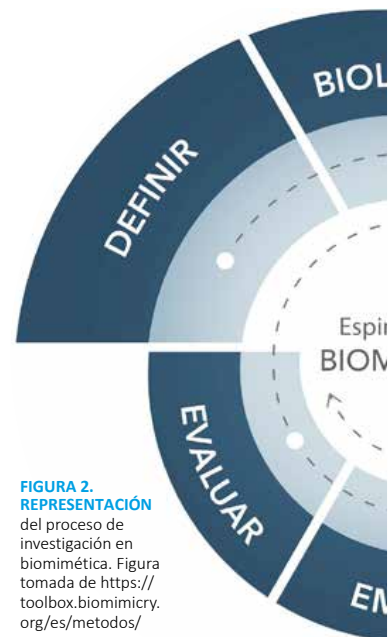 DEFINIR
BIOL
Espir
BIOM
EVALUAR
EM
FIGURA 2.
REPRESENTACIÓN
del proceso de
investigación en
biomimética. Figura
tomada de https://
toolbox.biomimicry.
org/es/metodos/